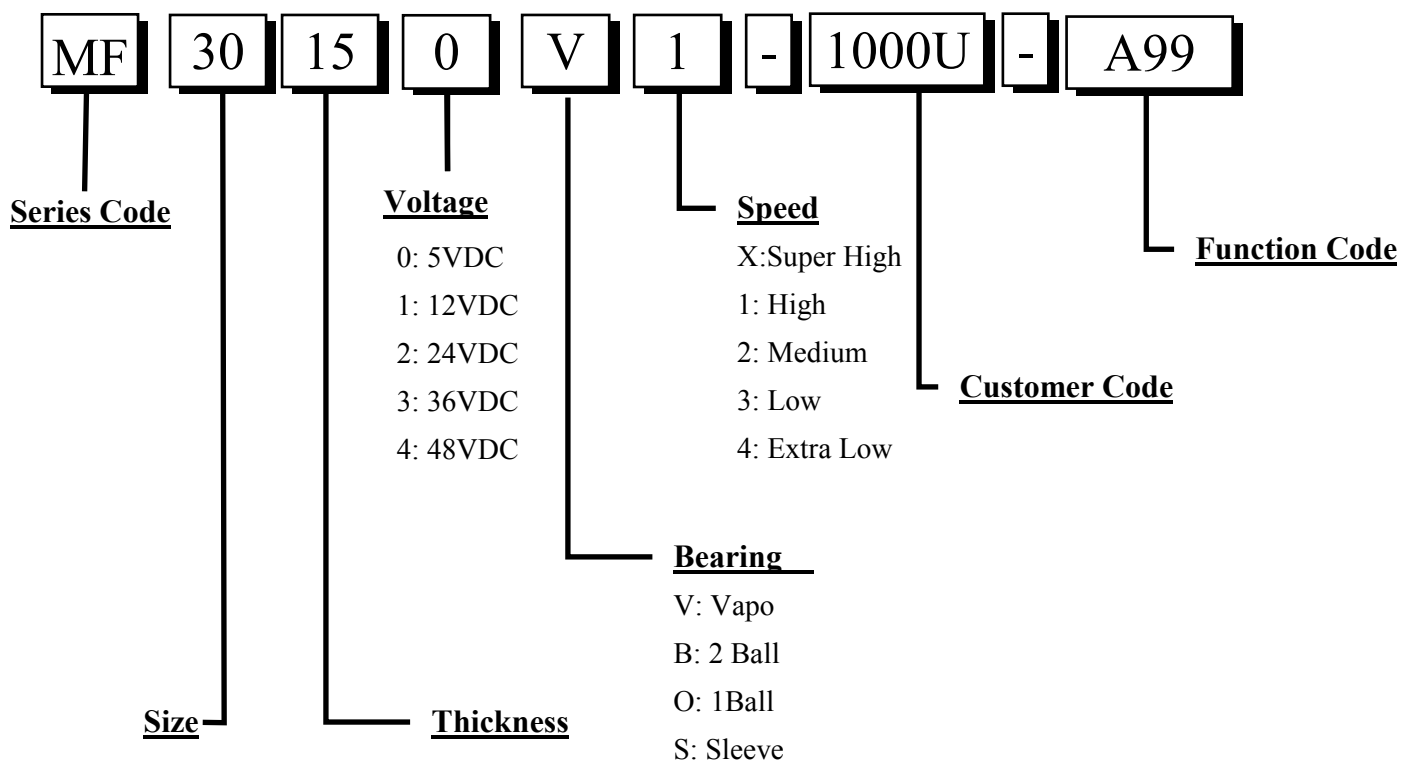 MF 30 15 0 V 1 - 1000U - A99
Series Code
Voltage
0: 5VDC
1: 12VDC
2: 24VDC
3: 36VDC
4: 48VDC
Speed
X:Super High
1: High
2: Medium
3: Low
4: Extra Low
Function Code
Customer Code
Bearing
V: Vapo
B: 2 Ball
O: 1Ball
S: Sleeve
Size
Thickness